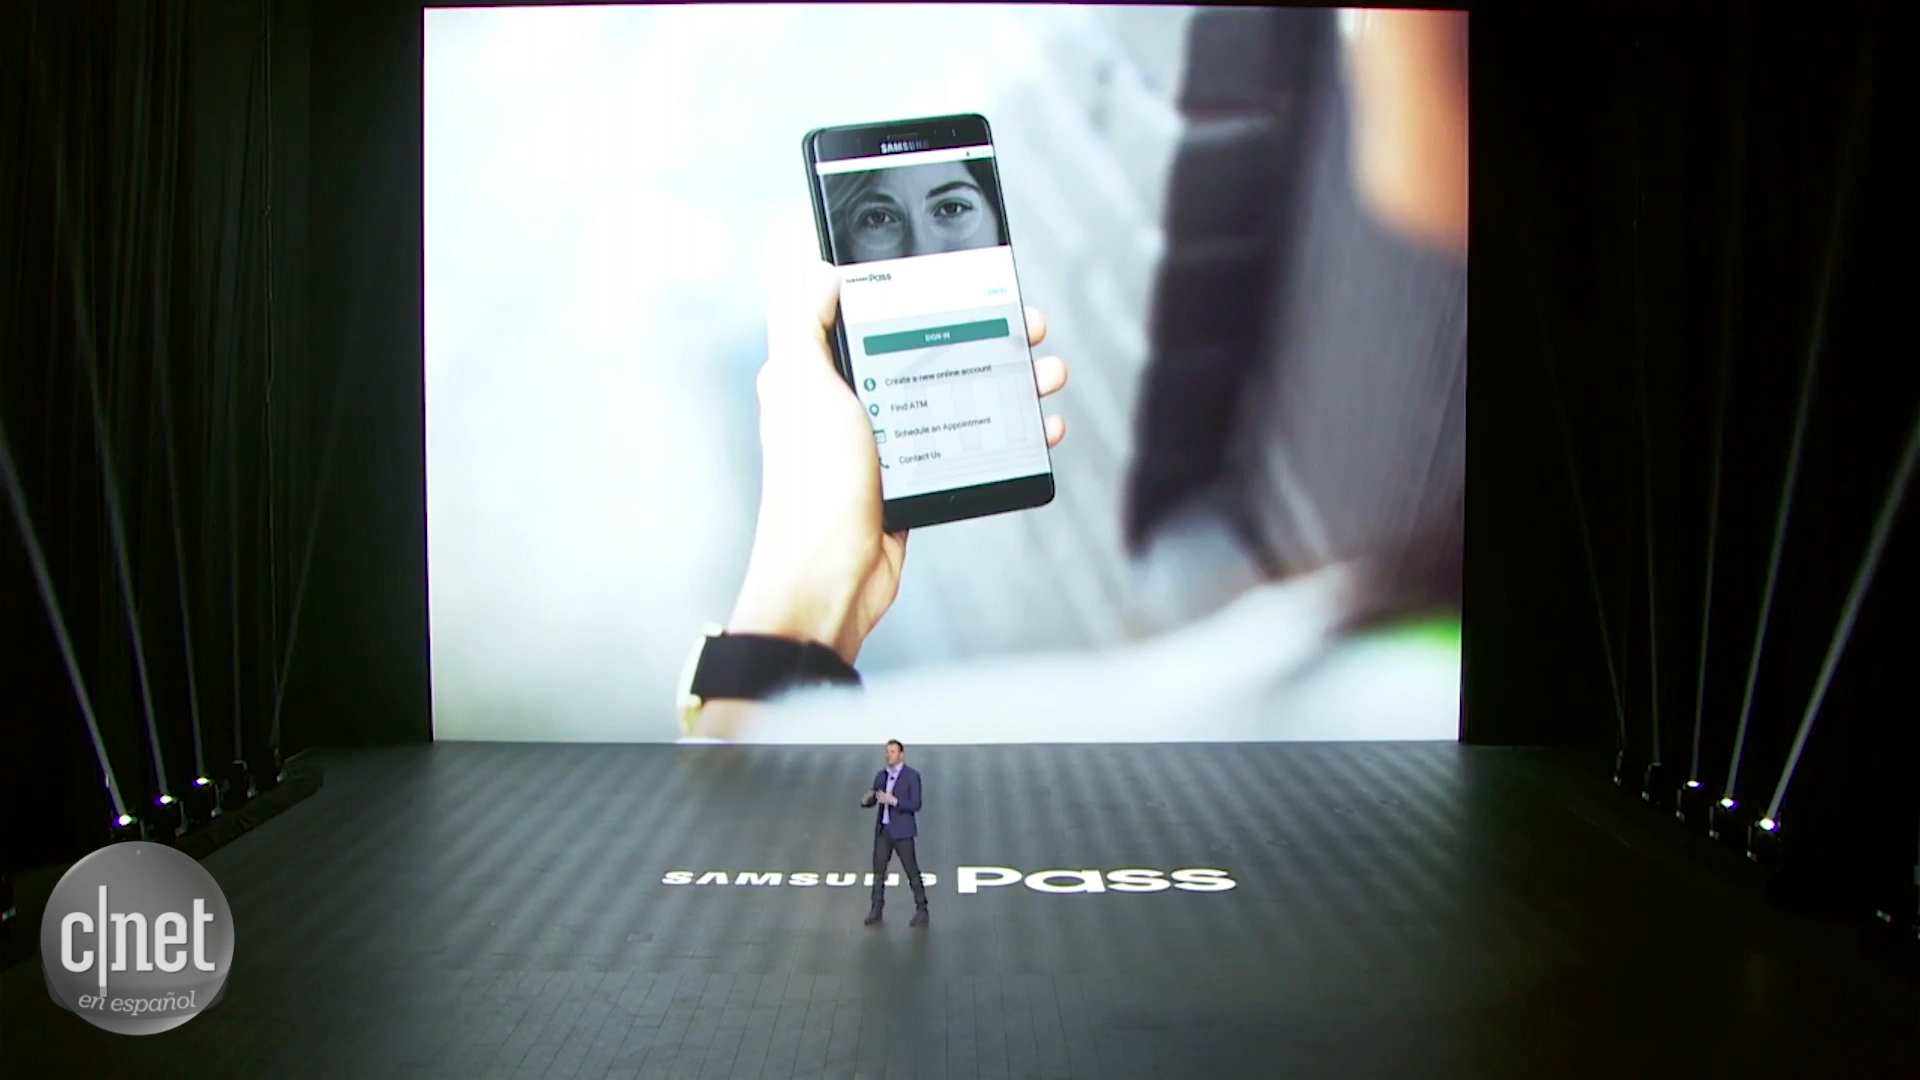 SAMSUNG
SAMSUNG Pass
SIGN IN
Create a new online account
Find ATM
Schedule an Appointment
Contact Us
SAMSUNG Pass
c|net
en español